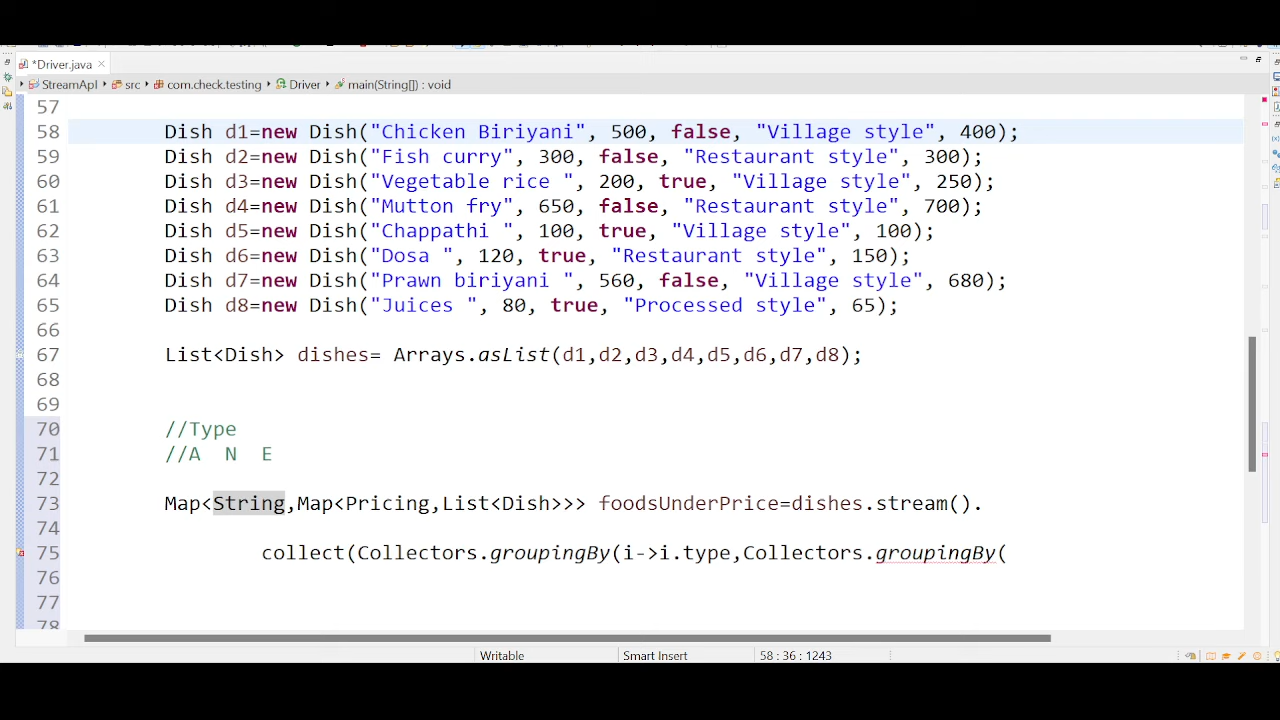 *Driver.java
StreamApI src com.check.testing Driver main(String[]) : void
57
58 Dish d1=new Dish("Chicken Biriyani", 500, false, "Village style", 400);
59 Dish d2=new Dish("Fish curry", 300, false, "Restaurant style", 300);
60 Dish d3=new Dish("Vegetable rice ", 200, true, "Village style", 250);
61 Dish d4=new Dish("Mutton fry", 650, false, "Restaurant style", 700);
62 Dish d5=new Dish("Chappathi ", 100, true, "Village style", 100);
63 Dish d6=new Dish("Dosa ", 120, true, "Restaurant style", 150);
64 Dish d7=new Dish("Prawn biriyani ", 560, false, "Village style", 680);
65 Dish d8=new Dish("Juices ", 80, true, "Processed style", 65);
66
67 List<Dish> dishes= Arrays.asList(d1,d2,d3,d4,d5,d6,d7,d8);
68
69
70 //Type
71 //A N E
72
73 Map<String,Map<Pricing,List<Dish>>> foodsUnderPrice=dishes.stream().
74
75 collect(Collectors.groupingBy(i->i.type,Collectors.groupingBy(
76
77
78
Writable Smart Insert 58 : 36 : 1243